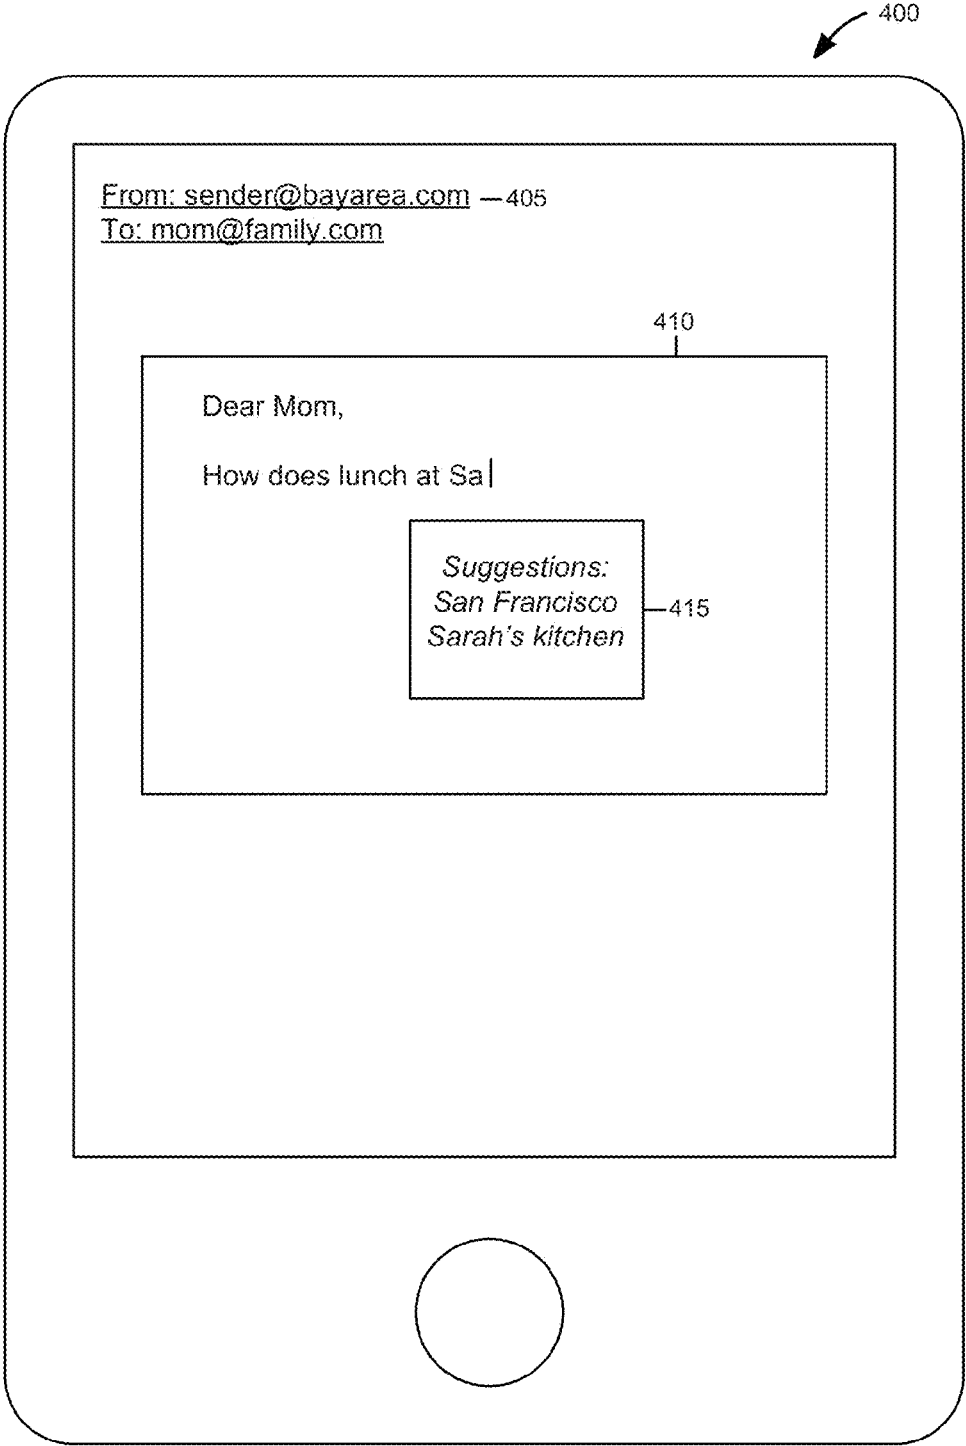 400
From: sender@bayarea.com 405
To: mom@family.com
410
Dear Mom,
How does lunch at Sa
Suggestions:
San Francisco
415
Sarah's kitchen